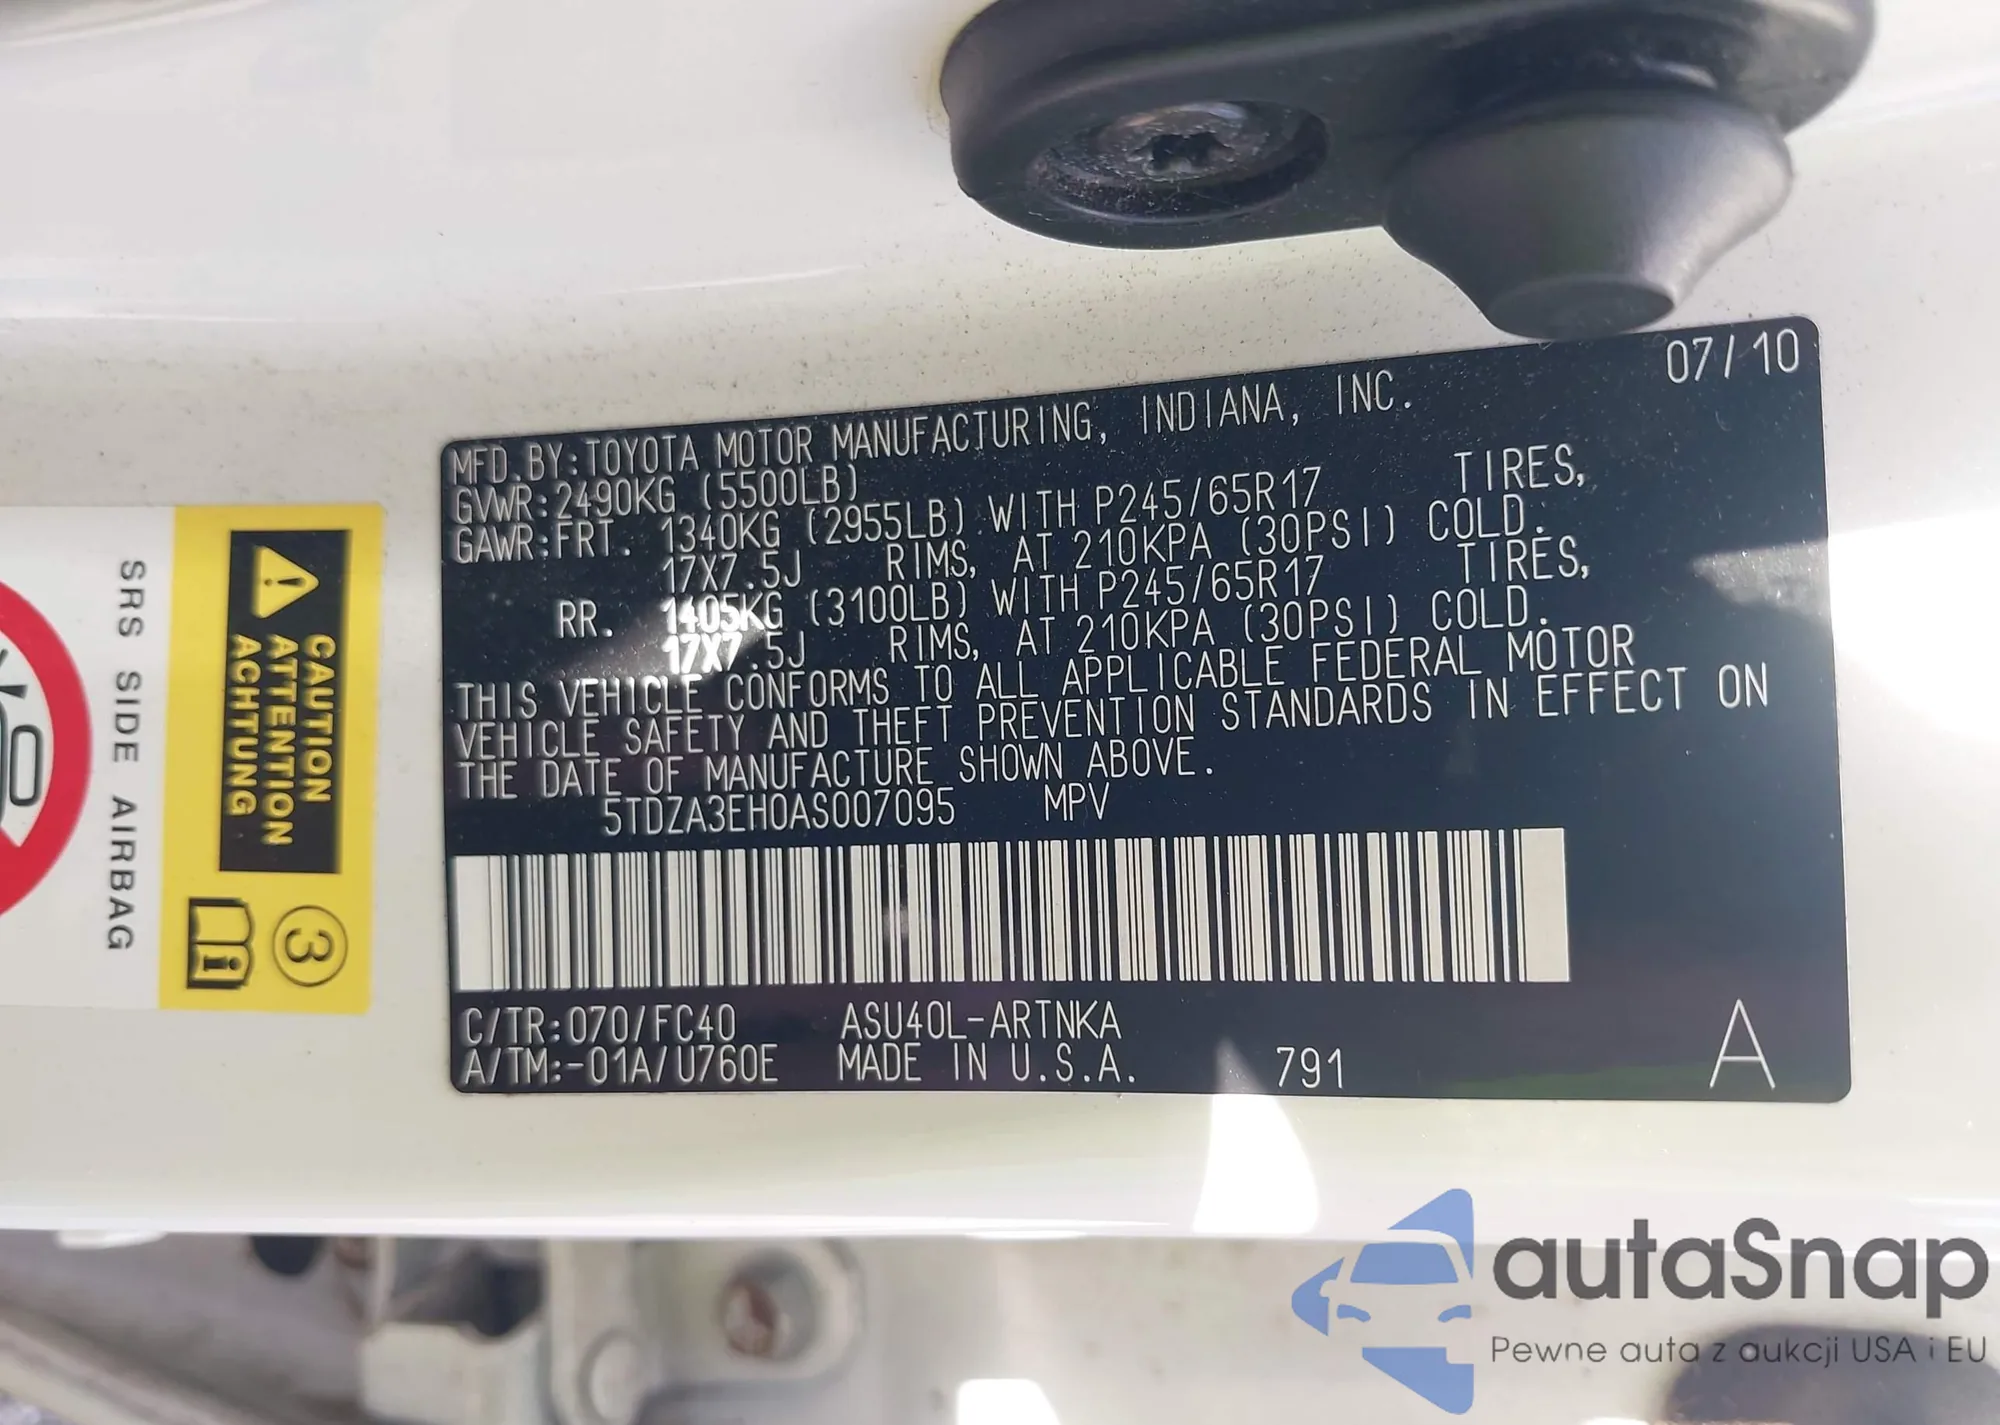 07/10
MFD.BY:TOYOTA MOTOR MANUFACTURING, INDIANA, INC.
GVWR:2490KG (5500LB)
GAWR:FRT. 1340KG (2955LB) WITH P245/65R17 TIRES,
17X7.5J RIMS, AT 210KPA (30PSI) COLD.
RR. 1405KG (3100LB) WITH P245/65R17 TIRES,
17X7.5J RIMS, AT 210KPA (30PSI) COLD.
THIS VEHICLE CONFORMS TO ALL APPLICABLE FEDERAL MOTOR
VEHICLE SAFETY AND THEFT PREVENTION STANDARDS IN EFFECT ON
THE DATE OF MANUFACTURE SHOWN ABOVE.
5TDZA3EH0AS007095 MPV
C/TR:070/FC40 ASU40L-ARTNKA
A/TM:-01A/U760E MADE IN U.S.A. 791 A
CAUTION
ATTENTION
ACHTUNG
3
i
SRS SIDE AIRBAG
autaSnap
Pewne auta z aukcji USA i EU